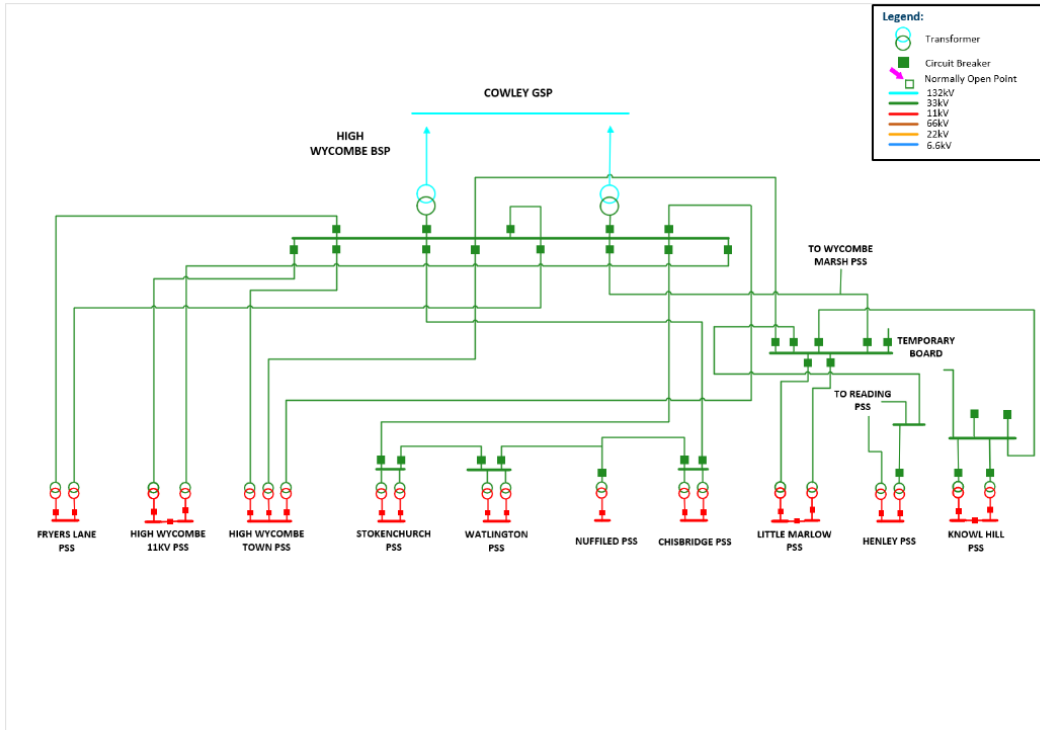 Legend:
Transformer
Circuit Breaker
Normally Open Point
132kV
33kV
11kV
66kV
22kV
6.6kV
COWLEY GSP
HIGH
WYCOMBE BSP
TO WYCOMBE
MARSH PSS
TEMPORARY
BOARD
TO READING
PSS
FRYERS LANE
PSS
HIGH WYCOMBE
11KV PSS
HIGH WYCOMBE
TOWN PSS
STOKENCHURCH
PSS
WATLINGTON
PSS
NUFFILED PSS
CHISBRIDGE PSS
LITTLE MARLOW
PSS
HENLEY PSS
KNOWL HILL
PSS